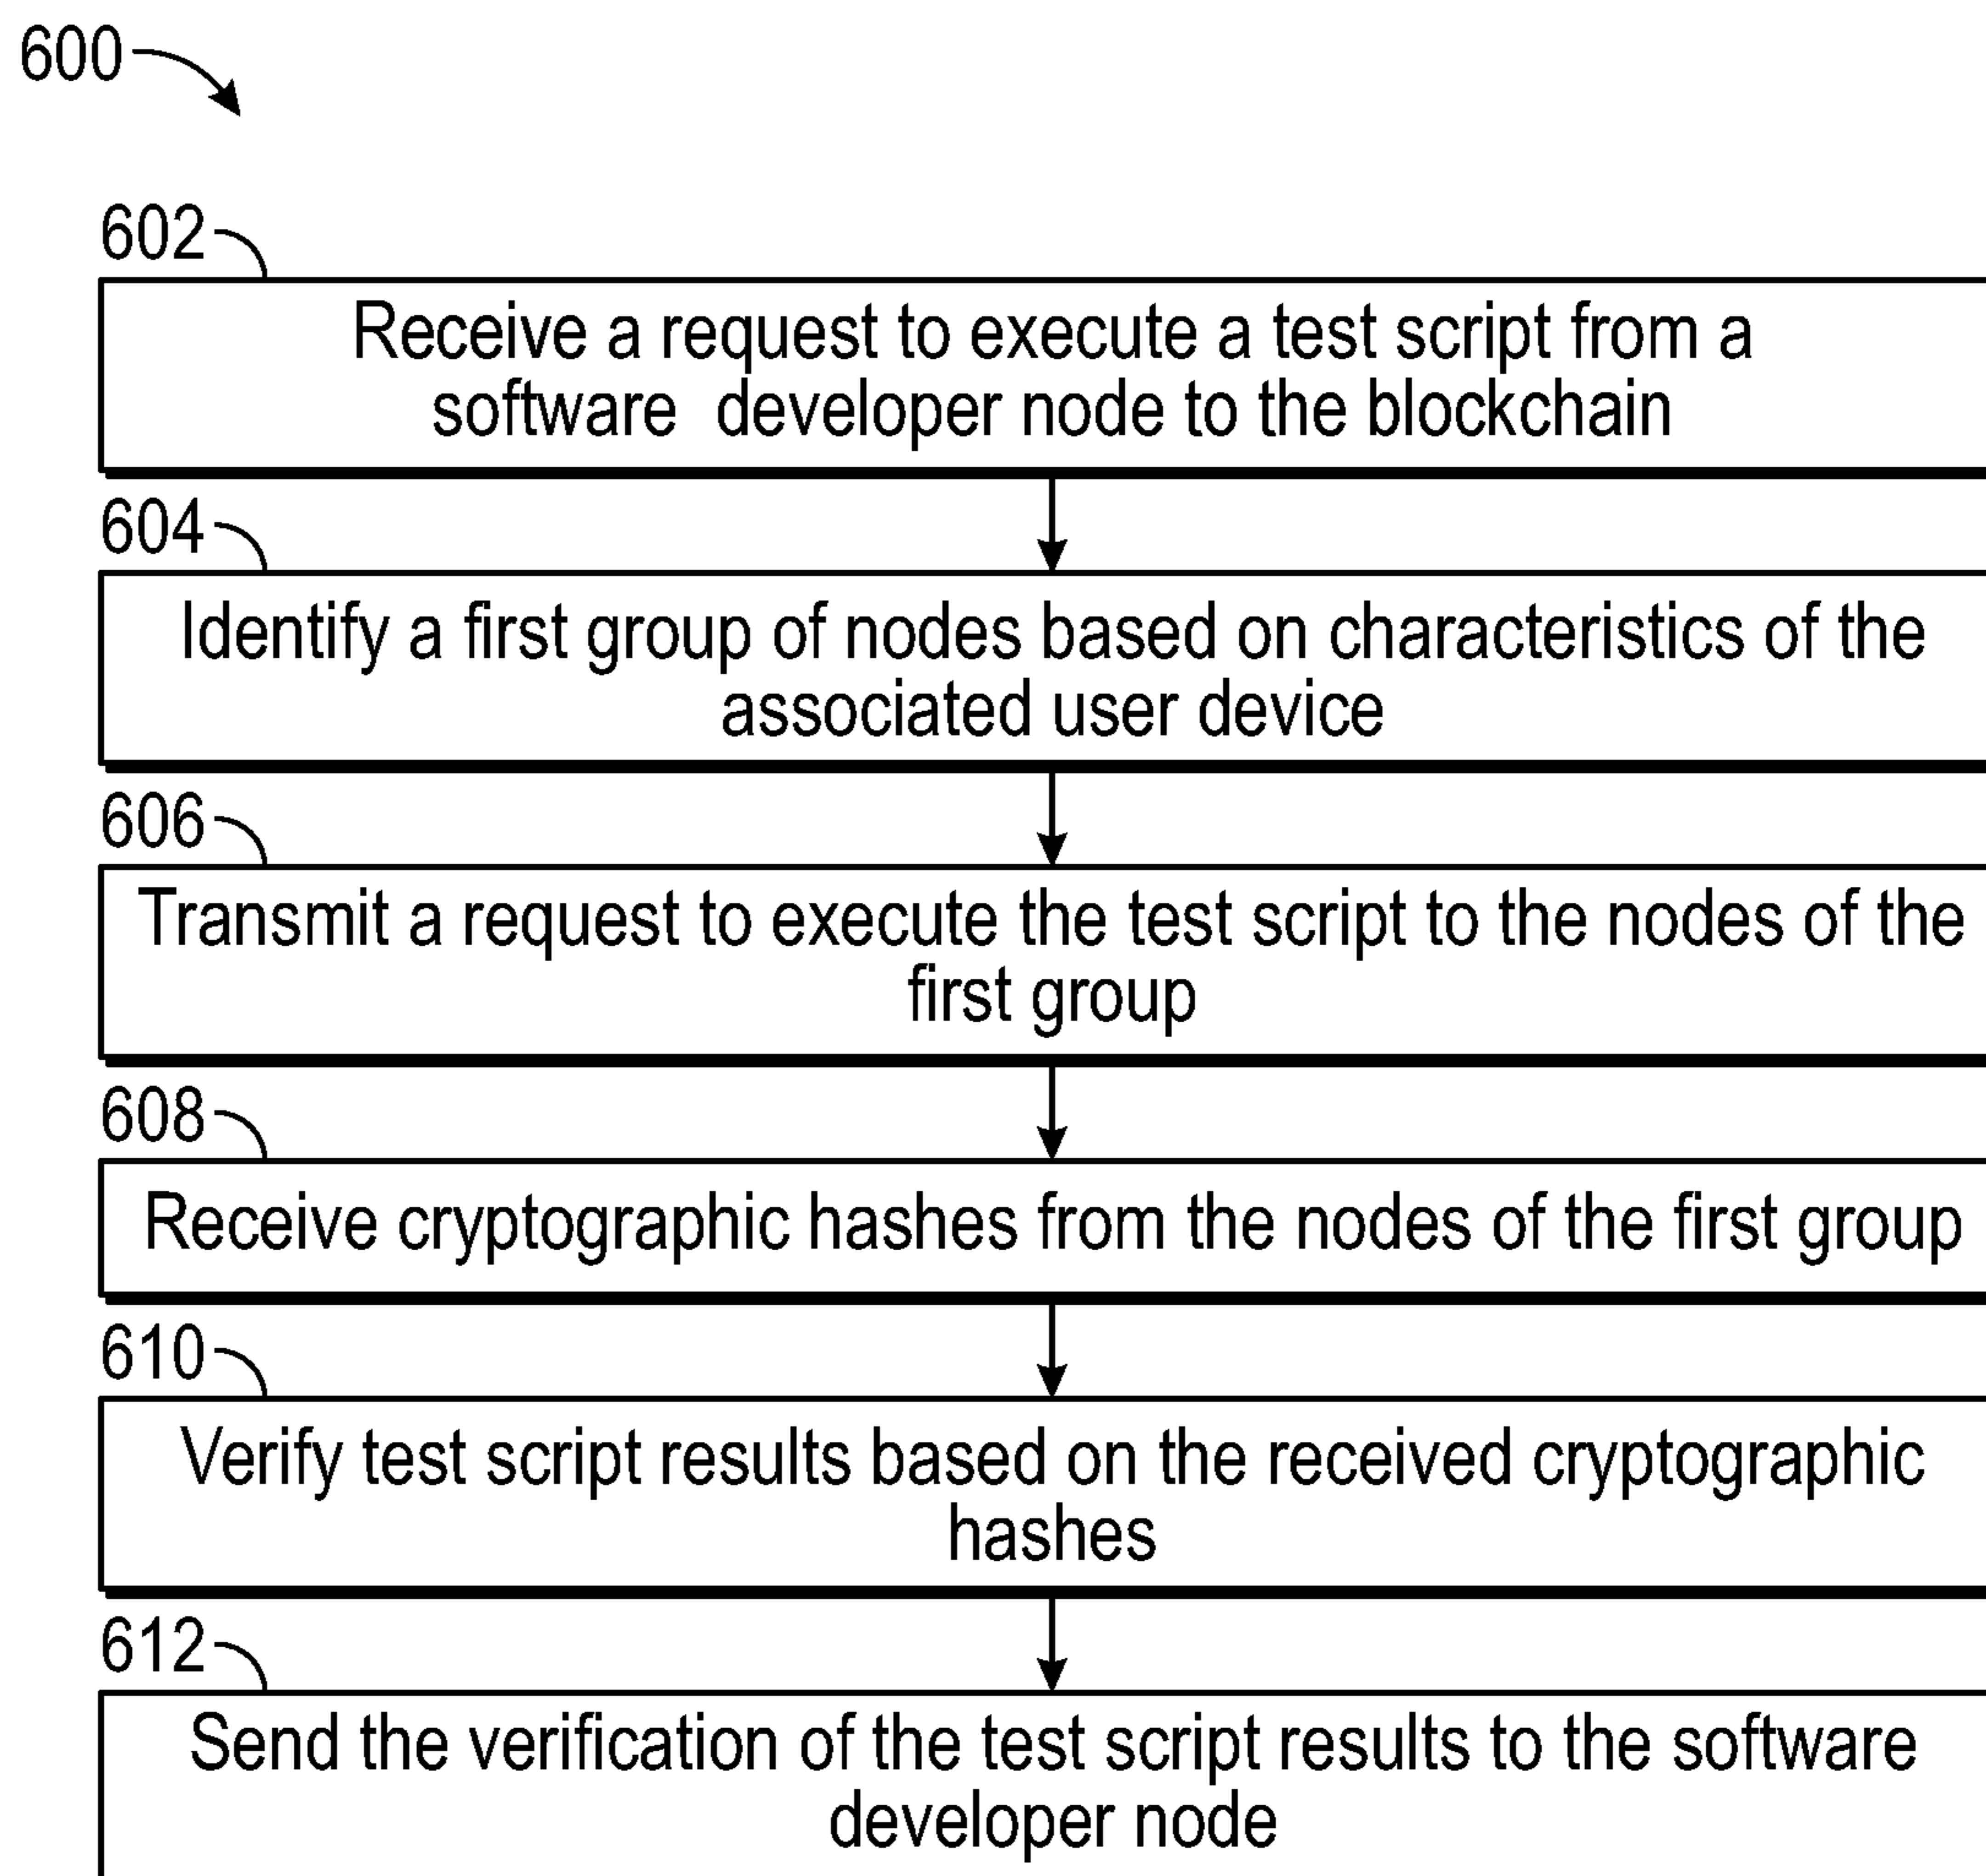 600
602
Receive a request to execute a test script from a
software developer node to the blockchain
604
Identify a first group of nodes based on characteristics of the
associated user device
606
Transmit a request to execute the test script to the nodes of the
first group
608
Receive cryptographic hashes from the nodes of the first group
610
Verify test script results based on the received cryptographic
hashes
612
Send the verification of the test script results to the software
developer node